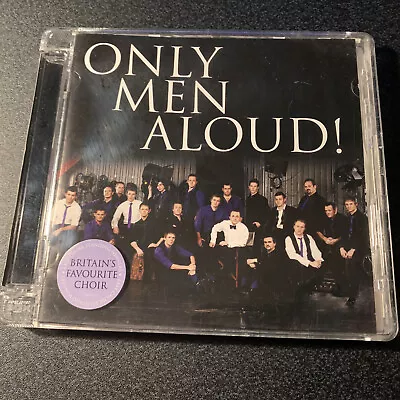 ONLY
MEN
ALOUD!
BRITAIN'S
FAVOURITE
CHOIR